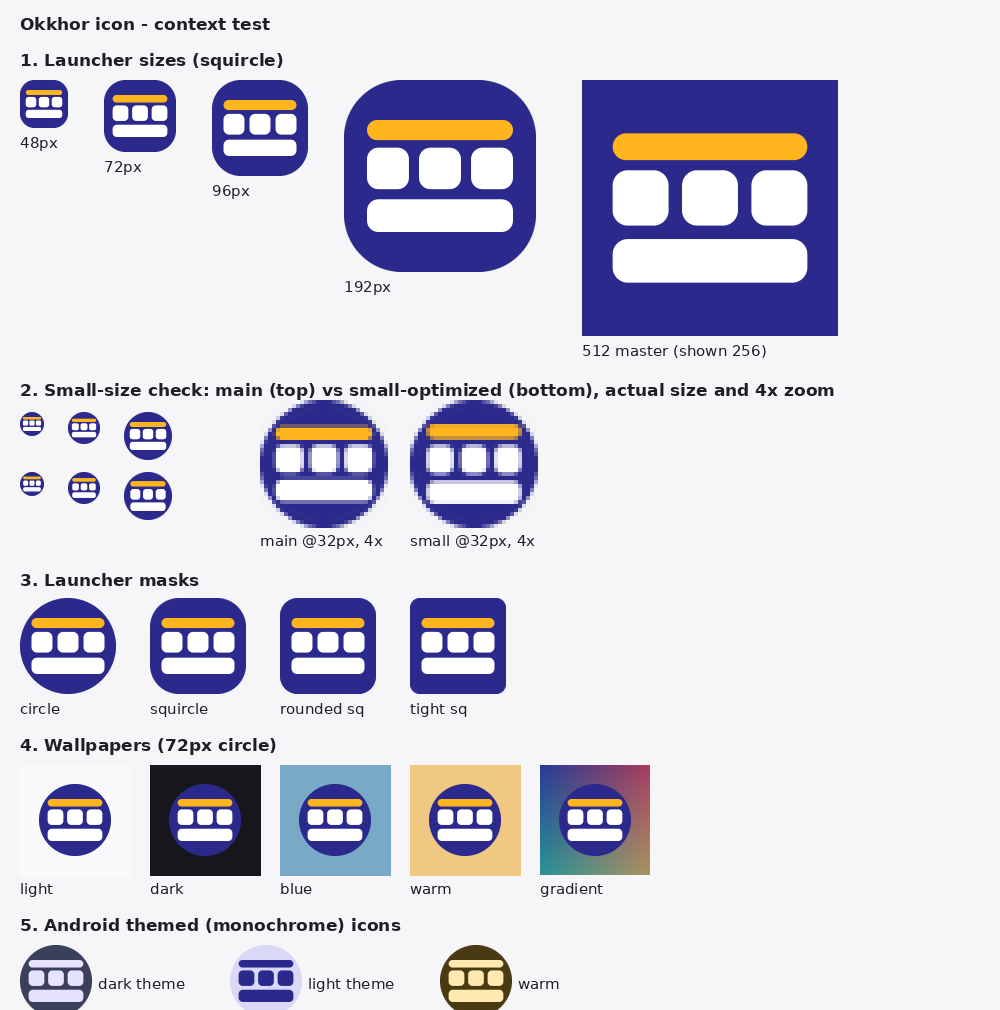 Okkhor icon - context test
1. Launcher sizes (squircle)
48px
72px
96px
192px
512 master (shown 256)
2. Small-size check: main (top) vs small-optimized (bottom), actual size and 4x zoom
main @32px, 4x
small @32px, 4x
3. Launcher masks
circle
squircle
rounded sq
tight sq
4. Wallpapers (72px circle)
light
dark
blue
warm
gradient
5. Android themed (monochrome) icons
dark theme
light theme
warm